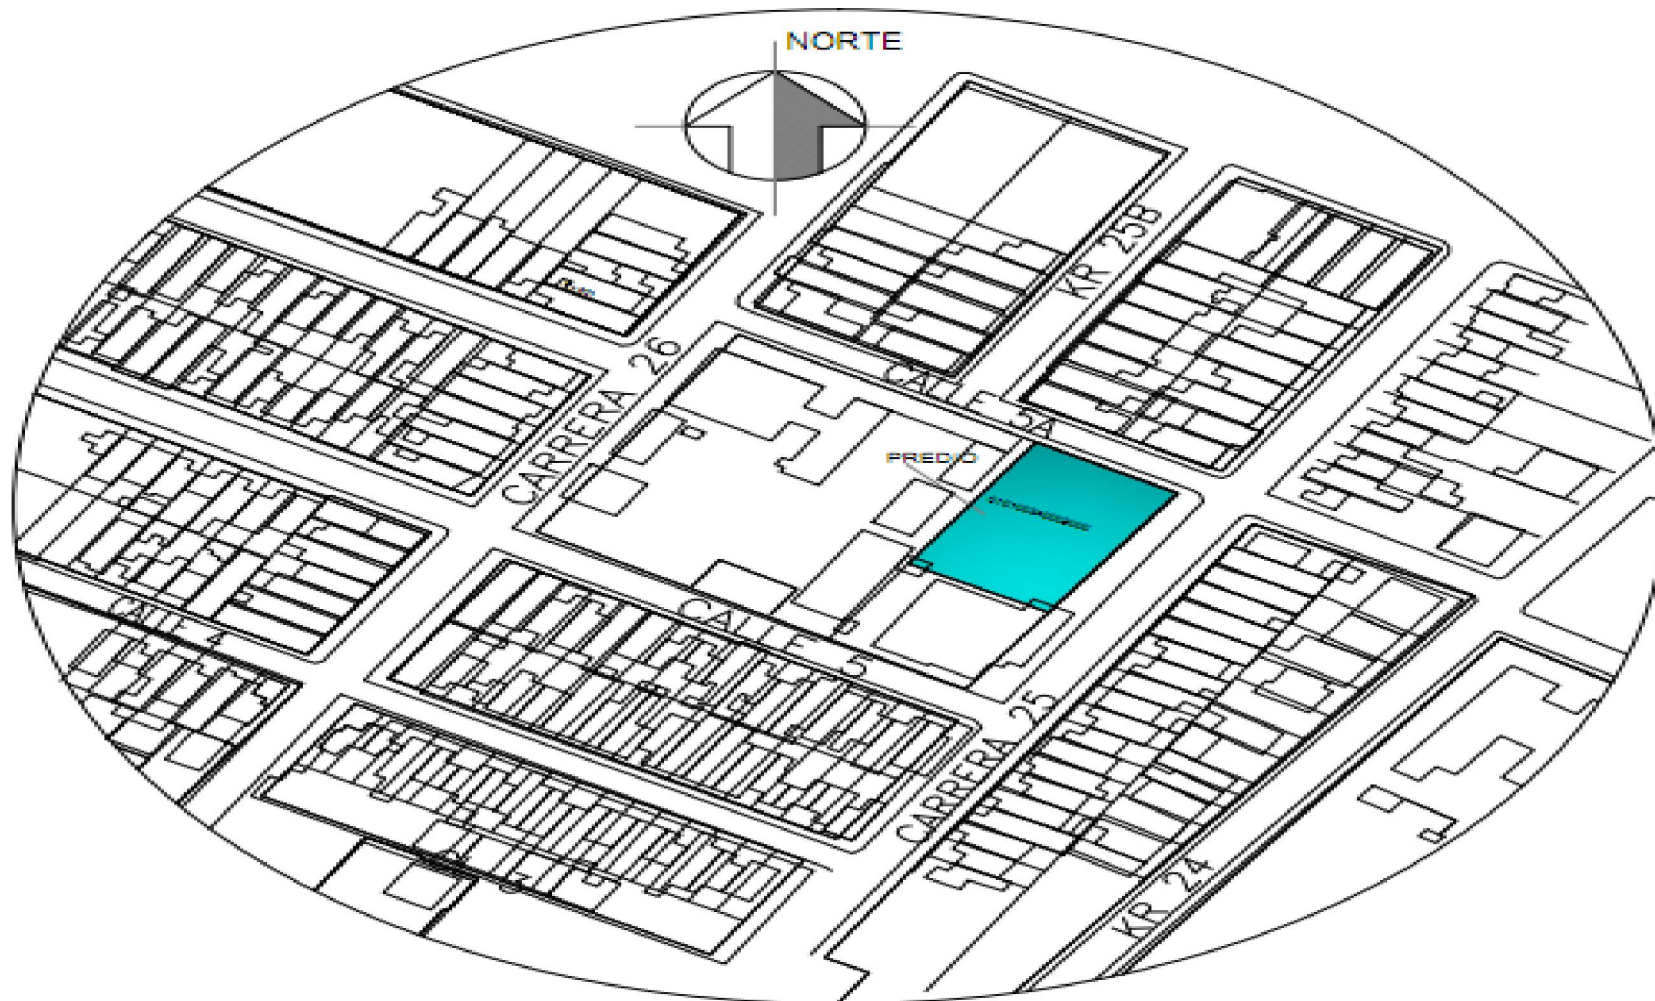 NORTE
KR 25B
CARRERA 26
CALLE 5A
PREDIO
CALLE 4
CALLE 5
CARRERA 25
KR 24